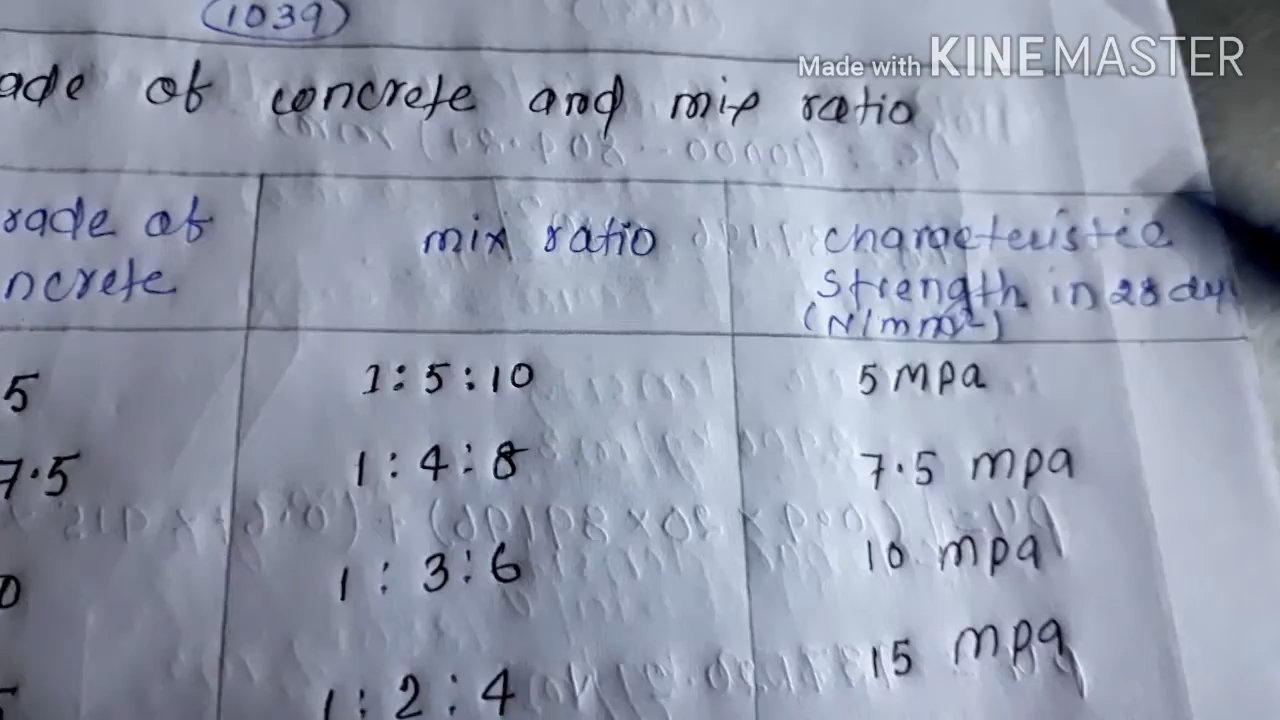 1039
Made with KINEMASTER
ade of concrete and mix ratio
rade of mix ratio characteristic
ncrete strength in 28 day
(N/mm²)
5 1:5:10 5 Mpa
7.5 1:4:8 7.5 mpa
0 1:3:6 10 mpa
5 1:2:4 15 mpa